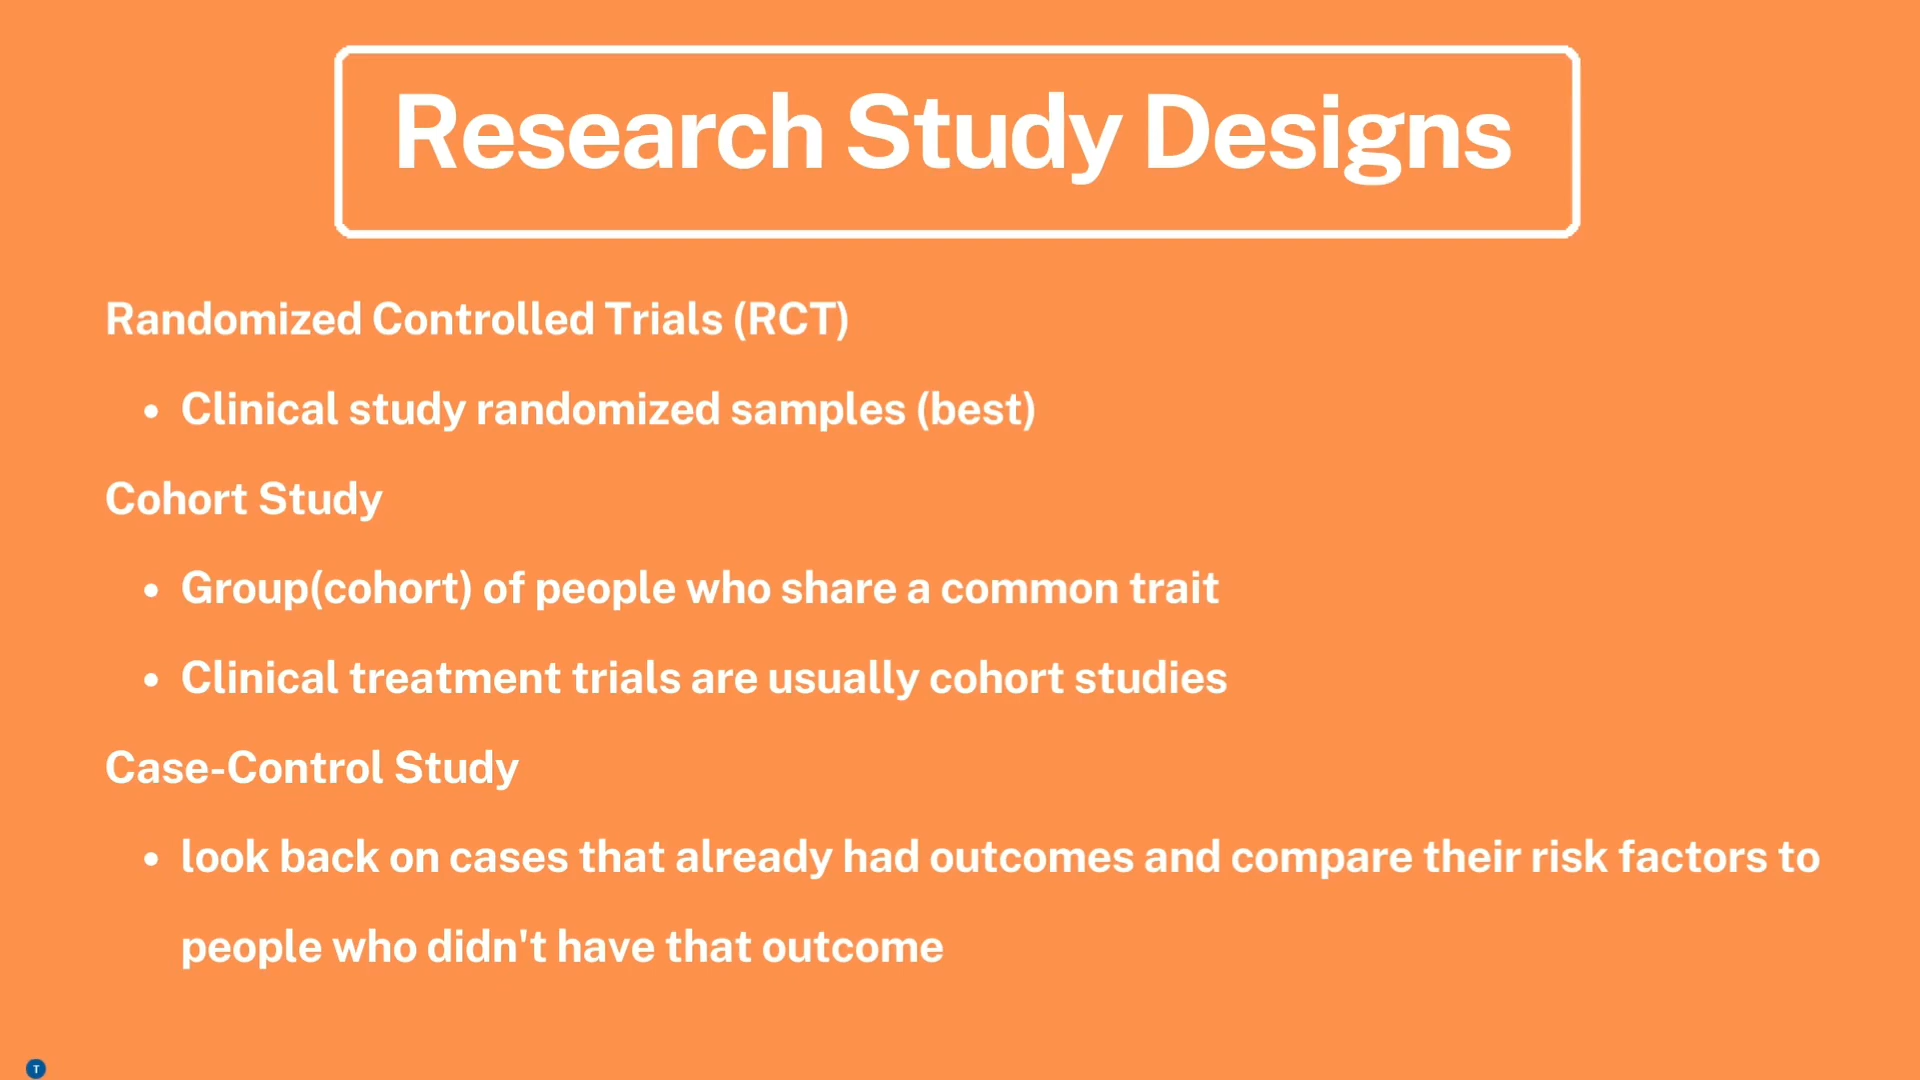 Research Study Designs
Randomized Controlled Trials (RCT)
• Clinical study randomized samples (best)
Cohort Study
• Group(cohort) of people who share a common trait
• Clinical treatment trials are usually cohort studies
Case-Control Study
• look back on cases that already had outcomes and compare their risk factors to
people who didn't have that outcome
T